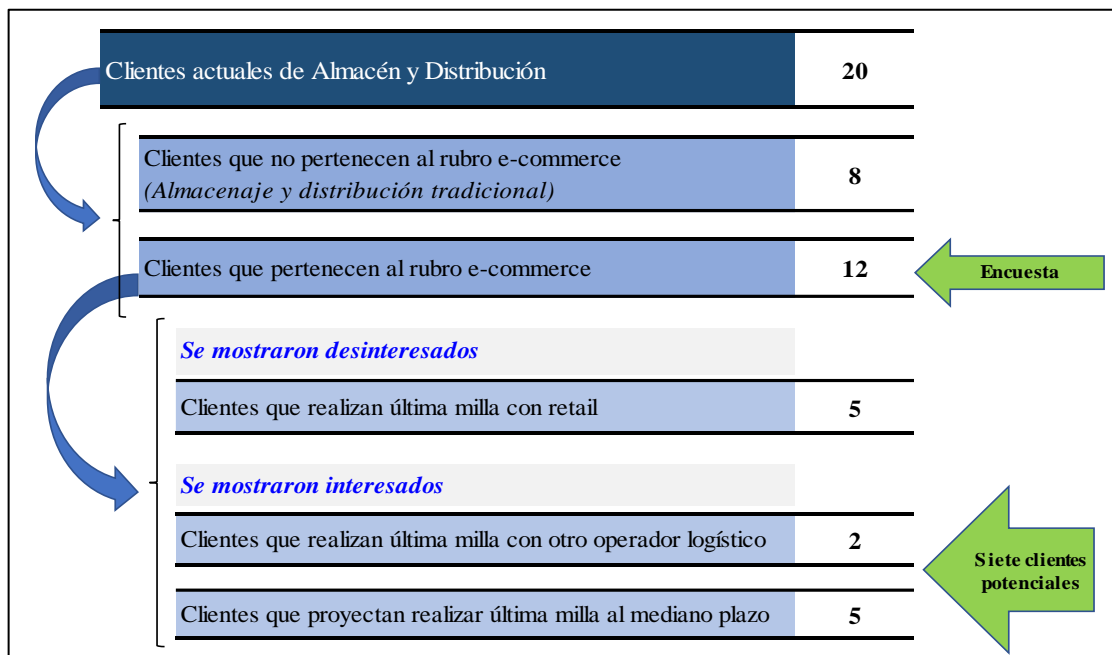 Clientes actuales de Almacén y Distribución 20
Clientes que no pertenecen al rubro e-commerce
(Almacenaje y distribución tradicional) 8
Clientes que pertenecen al rubro e-commerce 12
Encuesta
Se mostraron desinteresados
Clientes que realizan última milla con retail 5
Se mostraron interesados
Clientes que realizan última milla con otro operador logístico 2
Siete clientes
potenciales
Clientes que proyectan realizar última milla al mediano plazo 5